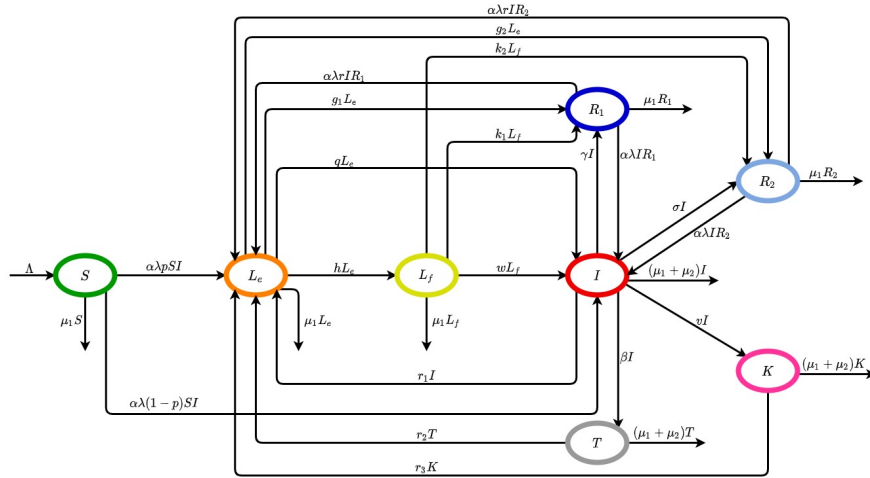 αλrIR₂
g₂Lₑ
k₂L_f
αλrIR₁
g₁Lₑ
R₁
μ₁R₁
k₁L_f
γI
αλIR₁
qLₑ
R₂
μ₁R₂
σI
αλIR₂
Λ
S
αλpSI
Lₑ
hLₑ
L_f
wL_f
I
(μ₁ + μ₂)I
μ₁S
μ₁Lₑ
μ₁L_f
vI
βI
K
(μ₁ + μ₂)K
r₁I
αλ(1 − p)SI
r₂T
T
(μ₁ + μ₂)T
r₃K